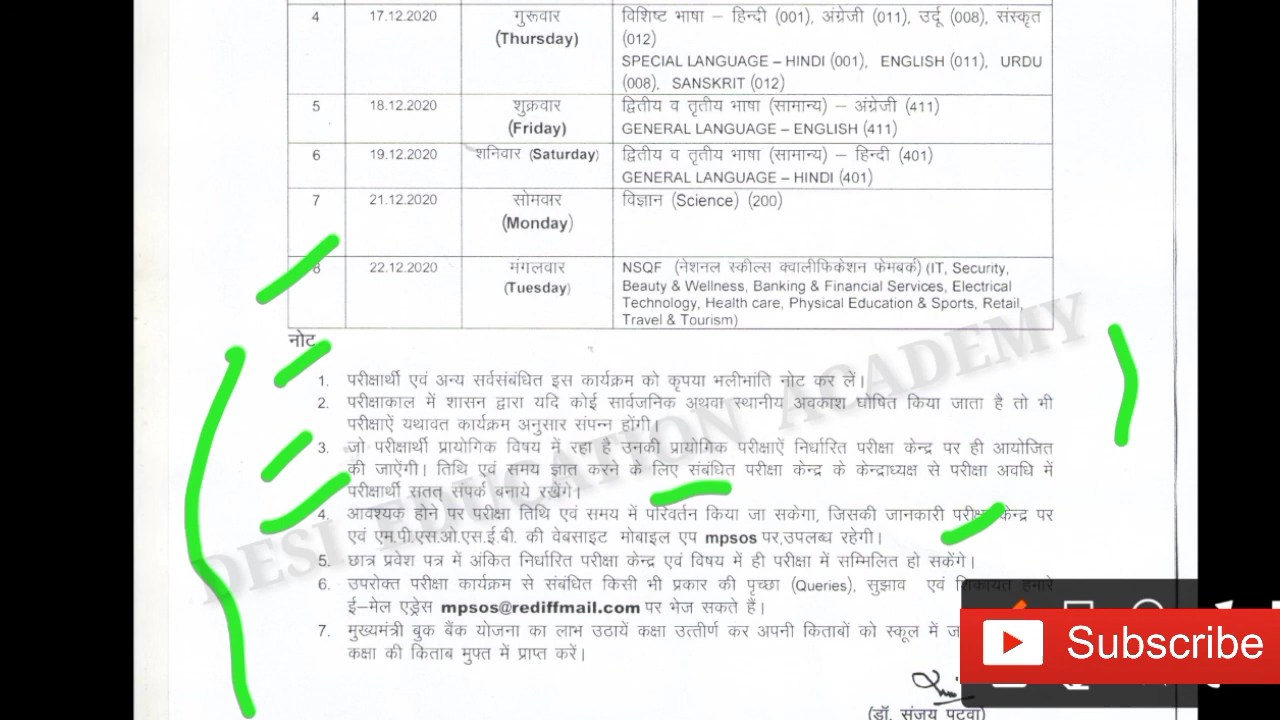 4 17.12.2020 गुरूवार विशिष्ट भाषा – हिन्दी (001), अंग्रेजी (011), उर्दू (008), संस्कृत
(Thursday) (012)
SPECIAL LANGUAGE – HINDI (001), ENGLISH (011), URDU
(008), SANSKRIT (012)
5 18.12.2020 शुक्रवार द्वितीय व तृतीय भाषा (सामान्य) – अंग्रेजी (411)
(Friday) GENERAL LANGUAGE – ENGLISH (411)
6 19.12.2020 शनिवार (Saturday) द्वितीय व तृतीय भाषा (सामान्य) – हिन्दी (401)
GENERAL LANGUAGE – HINDI (401)
7 21.12.2020 सोमवार विज्ञान (Science) (200)
(Monday)
8 22.12.2020 मंगलवार NSQF (नेशनल स्कील्स क्वालीफिकेशन फेमबर्क) (IT, Security,
(Tuesday) Beauty & Wellness, Banking & Financial Services, Electrical
Technology, Health care, Physical Education & Sports, Retail,
Travel & Tourism)
नोट
1. परीक्षार्थी एवं अन्य सर्वसंबंधित इस कार्यक्रम को कृपया भलीभांति नोट कर लें।
2. परीक्षाकाल में शासन द्वारा यदि कोई सार्वजनिक अथवा स्थानीय अवकाश घोषित किया जाता है तो भी
परीक्षाऐं यथावत कार्यक्रम अनुसार संपन्न होंगी।
3. जो परीक्षार्थी प्रायोगिक विषय में रहा है उनकी प्रायोगिक परीक्षाऐं निर्धारित परीक्षा केन्द्र पर ही आयोजित
की जाऐंगी। तिथि एवं समय ज्ञात करने के लिए संबंधित परीक्षा केन्द्र के केन्द्राध्यक्ष से परीक्षा अवधि में
परीक्षार्थी सतत् संपर्क बनाये रखेंगे।
4. आवश्यक होने पर परीक्षा तिथि एवं समय में परिवर्तन किया जा सकेगा, जिसकी जानकारी परीक्षा केन्द्र पर
एवं एम.पी.एस.ओ.एस.ई.बी. की वेबसाइट मोबाइल एप mpsos पर,उपलब्ध रहेगी।
5. छात्र प्रवेश पत्र में अंकित निर्धारित परीक्षा केन्द्र एवं विषय में ही परीक्षा में सम्मिलित हो सकेंगे।
6. उपरोक्त परीक्षा कार्यक्रम से संबंधित किसी भी प्रकार की पृच्छा (Queries), सुझाव एवं शिकायत हमारे
ई–मेल एड्रेस mpsos@rediffmail.com पर भेज सकते हैं।
7. मुख्यमंत्री बुक बैंक योजना का लाभ उठायें कक्षा उत्तीर्ण कर अपनी किताबों को स्कूल में
कक्षा की किताब मुफ्त में प्राप्त करें।
(डॉ. संजय पटवा)
DESI EDUCATION ACADEMY
Subscribe